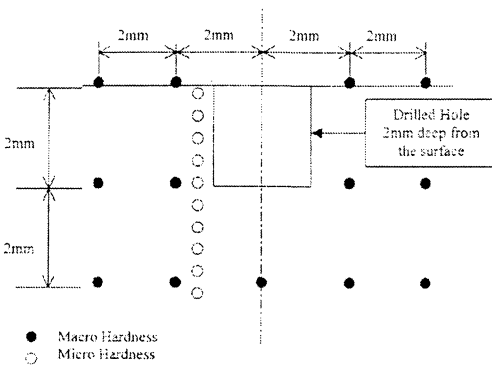 2mm 2mm 2mm 2mm
Drilled Hole
2mm deep from
the surface
2mm
2mm
Macro Hardness
Micro Hardness